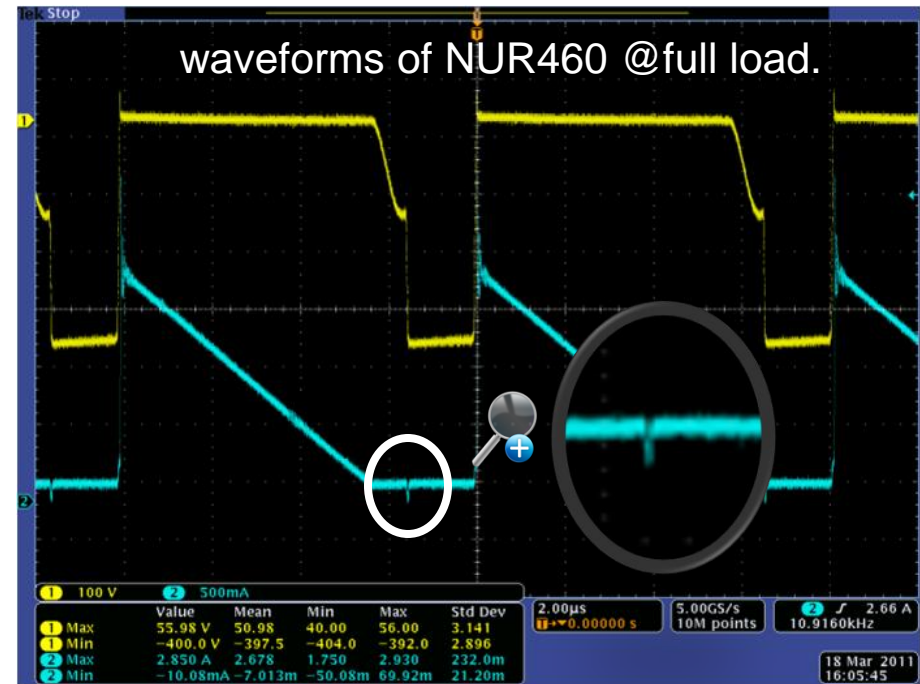 Tek Stop
T
waveforms of NUR460 @full load.
1
2
1 100 V 2 500mA
Value Mean Min Max Std Dev
1 Max 55.98 V 50.98 40.00 56.00 3.141
1 Min −400.0 V −397.5 −404.0 −392.0 2.896
2 Max 2.850 A 2.678 1.750 2.930 232.0m
2 Min −10.08mA −7.013m −50.08m 69.92m 21.20m
2.00µs
T→▼0.00000 s
5.00GS/s
10M points
2 ∫ 2.66 A
10.9160kHz
18 Mar 2011
16:05:45